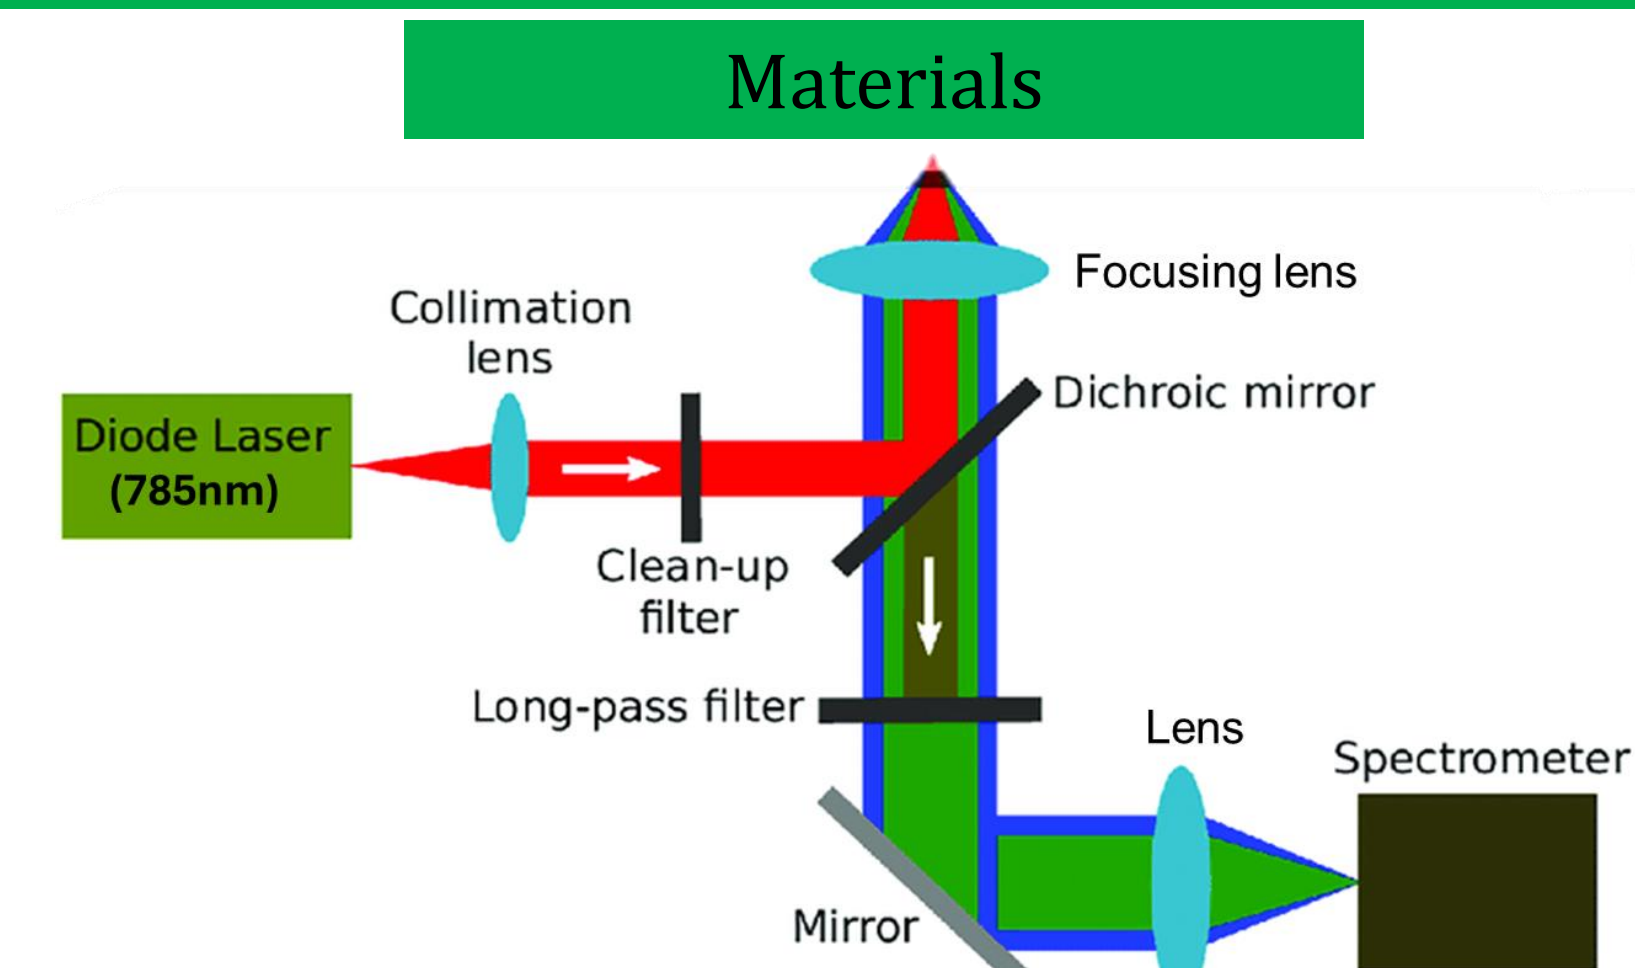 Materials
Focusing lens
Collimation
lens
Dichroic mirror
Diode Laser
(785nm)
Clean-up
filter
Long-pass filter
Lens
Spectrometer
Mirror